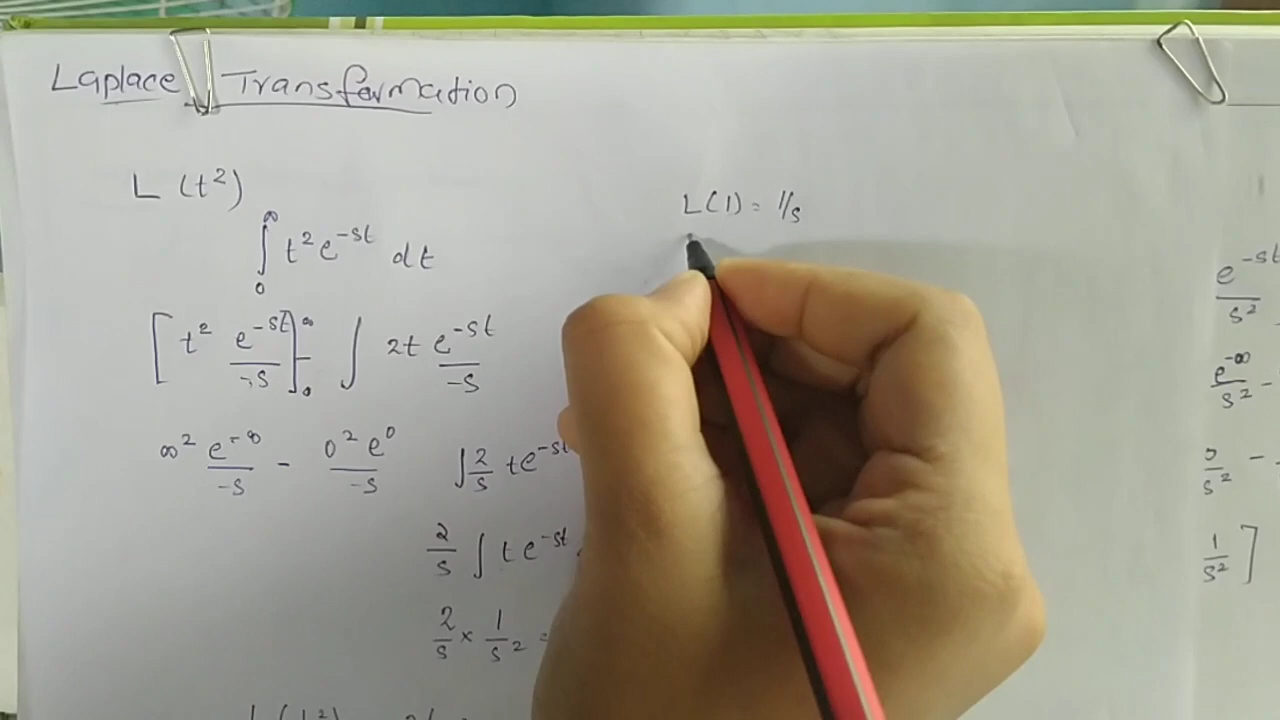 Laplace Transformation
L (t²)
L(1) = 1/s
∫₀^∞ t² e^-st dt
[t² e^-st/-s]₀^∞ - ∫ 2t e^-st/-s
∞² e^-∞/-s - 0² e^0/-s ∫ 2/s t e^-st
2/s ∫ t e^-st
2/s × 1/s² =
e^-st/s²
e^-∞/s² -
0/s² -
1/s² ]